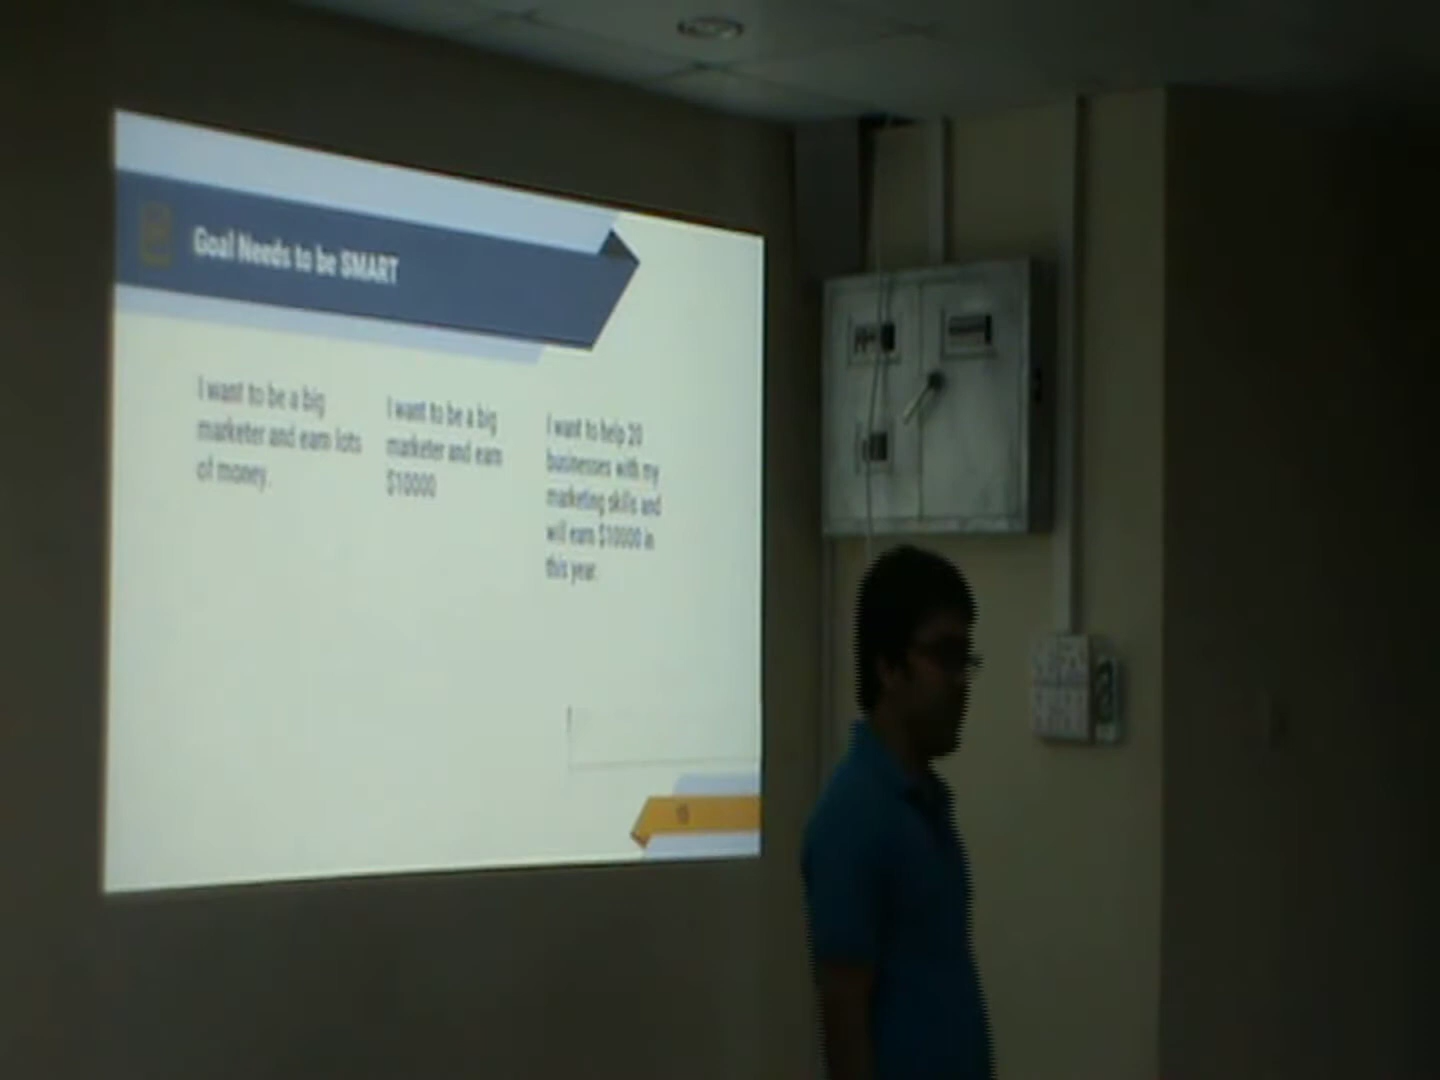 Goal Needs to be SMART
I want to be a big
marketer and earn lots
of money.
I want to be a big
marketer and earn
$10000
I want to help 20
businesses with my
marketing skills and
will earn $10000 in
this year.